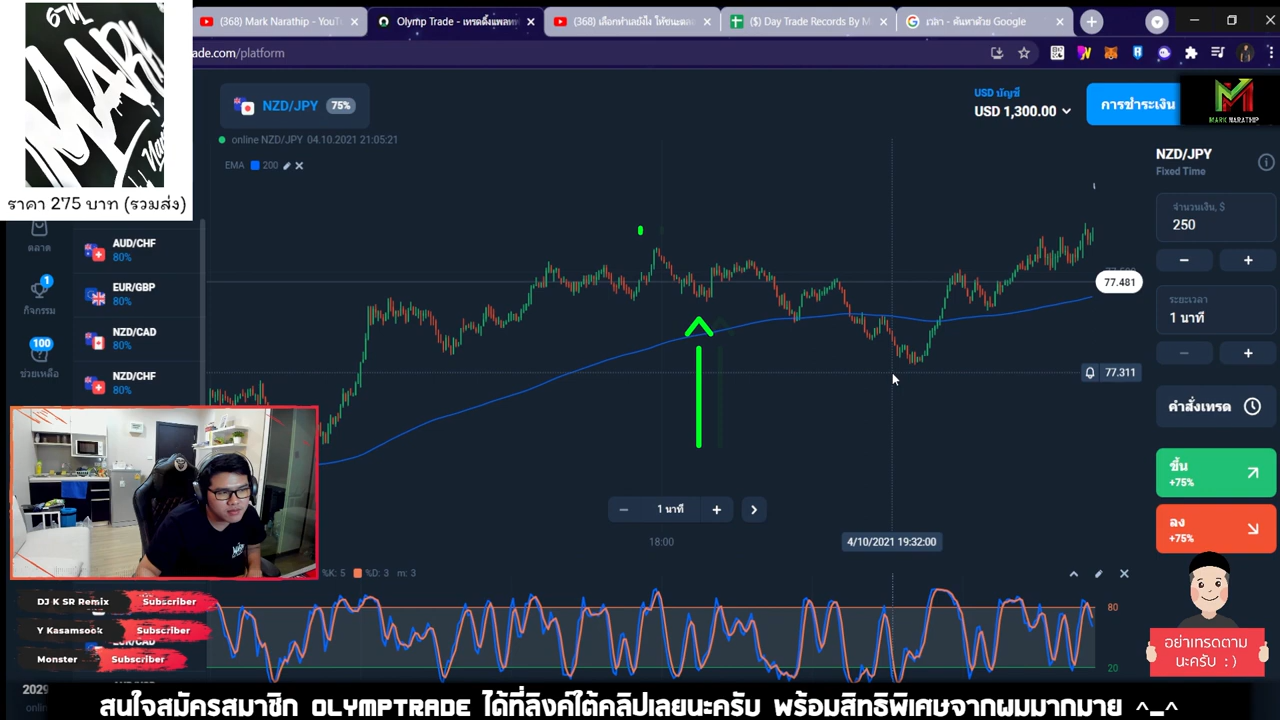 (368) Mark Narathip - YouT
Olymp Trade - เทรดดิ้งแพลทฟ
(368) เลือกทำเลยังไง ให้ชนะตล
($) Day Trade Records By M
เวลา - ค้นหาด้วย Google
ade.com/platform
MARK
ราคา 275 บาท (รวมส่ง)
NZD/JPY 75%
USD บัญชี
USD 1,300.00
การชำระเงิน
MARK NARATHIP
online NZD/JPY 04.10.2021 21:05:21
EMA 200
NZD/JPY
Fixed Time
จำนวนเงิน, $
250
ระยะเวลา
1 นาที
คำสั่งเทรด
ขึ้น
+75%
ลง
+75%
ตลาด
1
กิจกรรม
100
ช่วยเหลือ
AUD/CHF
80%
EUR/GBP
80%
NZD/CAD
80%
NZD/CHF
80%
77.481
77.311
1 นาที
18:00
4/10/2021 19:32:00
%K: 5 %D: 3 m: 3
80
20
DJ K SR Remix Subscriber
Y Kasamsook Subscriber
Monster Subscriber
2029
onlin
อย่าเทรดตาม
นะครับ : )
สนใจสมัครสมาชิก OLYMPTRADE ได้ที่ลิงค์ใต้คลิปเลยนะครับ พร้อมสิทธิพิเศษจากผมมากมาย ^_^